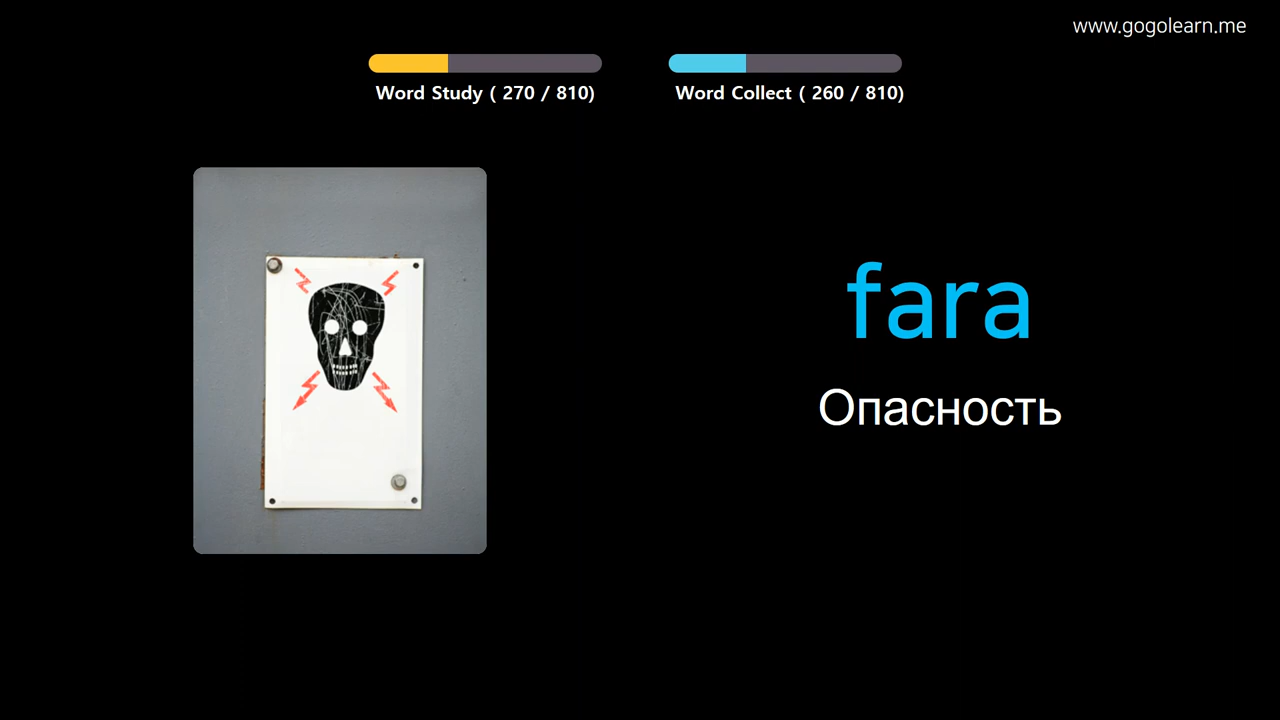 www.gogolearn.me
Word Study ( 270 / 810)
Word Collect ( 260 / 810)
fara
Опасность